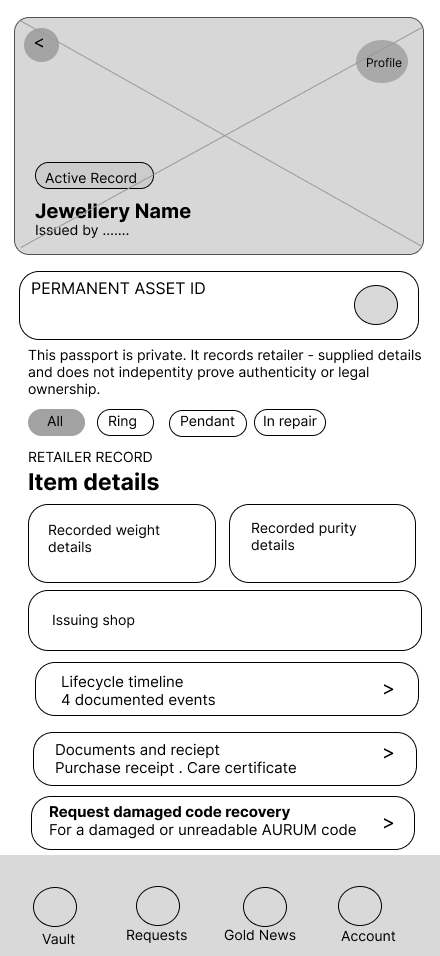 <
Profile
Active Record
Jewellery Name
Issued by .......
PERMANENT ASSET ID
This passport is private. It records retailer - supplied details
and does not indepentity prove authenticity or legal
ownership.
All Ring Pendant In repair
RETAILER RECORD
Item details
Recorded weight
details
Recorded purity
details
Issuing shop
Lifecycle timeline
4 documented events
>
Documents and reciept
Purchase receipt . Care certificate
>
Request damaged code recovery
For a damaged or unreadable AURUM code
>
Vault Requests Gold News Account